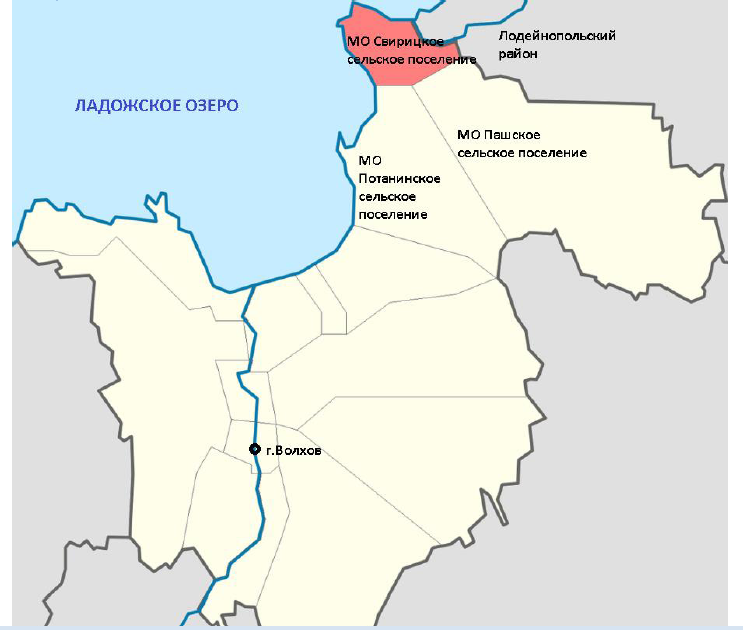 МО Свирицкое
сельское поселение
Лодейнопольский
район
ЛАДОЖСКОЕ ОЗЕРО
МО Пашское
сельское поселение
МО
Потанинское
сельское
поселение
г.Волхов